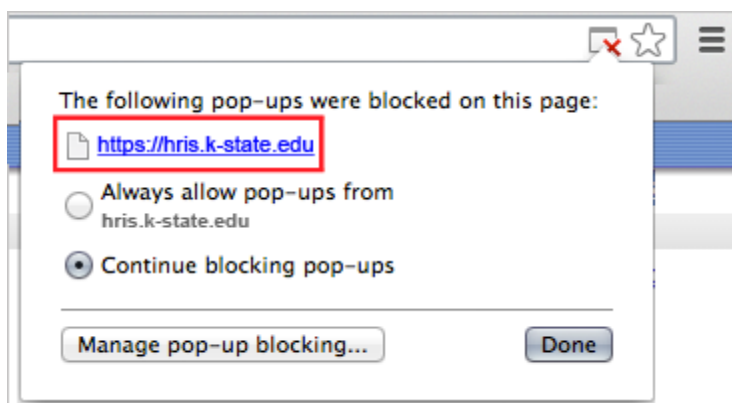 The following pop-ups were blocked on this page:
https://hris.k-state.edu
Always allow pop-ups from
hris.k-state.edu
Continue blocking pop-ups
Manage pop-up blocking...
Done